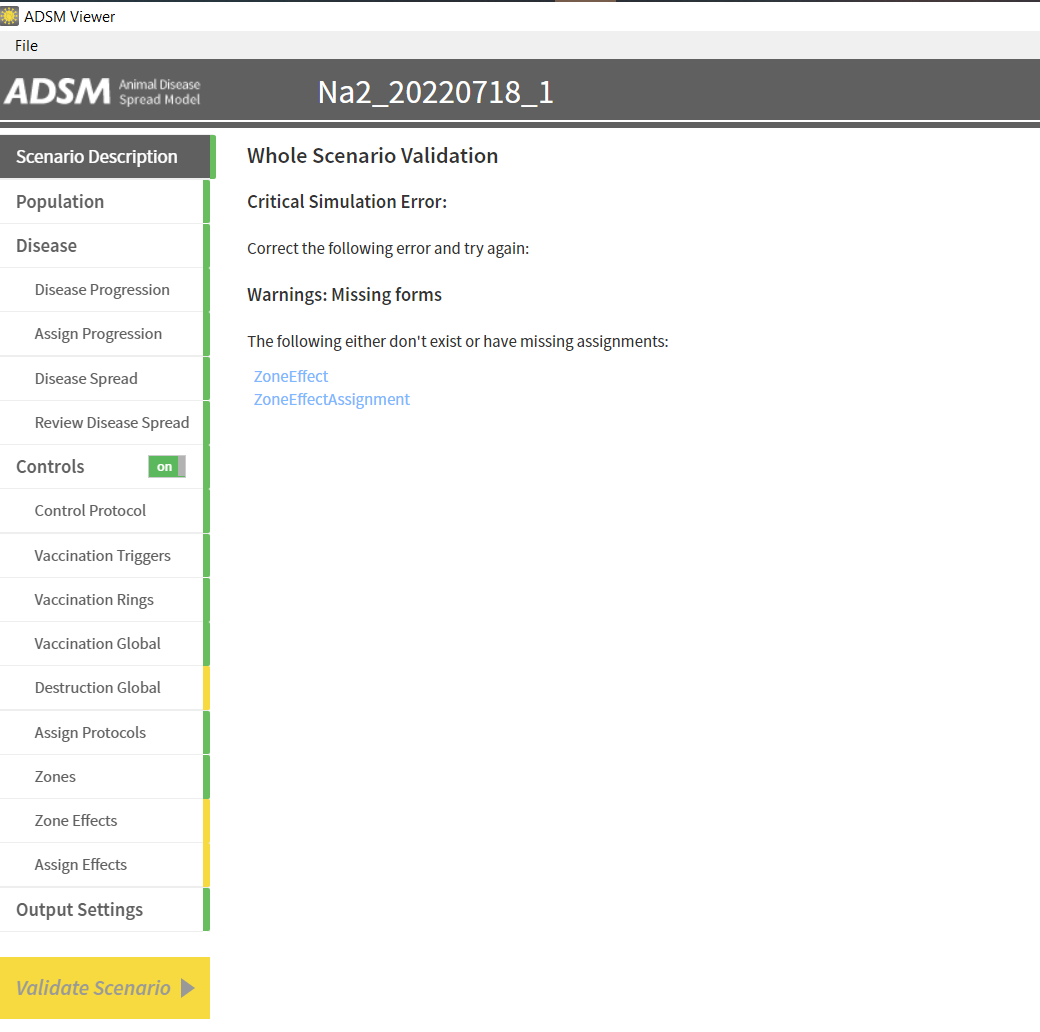 ADSM Viewer
File
ADSM Animal Disease
Spread Model
Na2_20220718_1
Scenario Description
Population
Disease
Disease Progression
Assign Progression
Disease Spread
Review Disease Spread
Controls on
Control Protocol
Vaccination Triggers
Vaccination Rings
Vaccination Global
Destruction Global
Assign Protocols
Zones
Zone Effects
Assign Effects
Output Settings
Validate Scenario
Whole Scenario Validation
Critical Simulation Error:
Correct the following error and try again:
Warnings: Missing forms
The following either don't exist or have missing assignments:
ZoneEffect
ZoneEffectAssignment